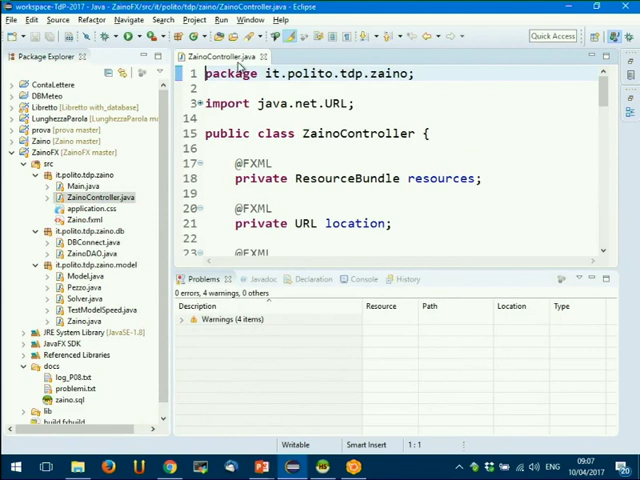 workspace-TdP-2017 - Java - ZainoFX/src/it/polito/tdp/zaino/ZainoController.java - Eclipse
File Edit Source Refactor Navigate Search Project Run Window Help
Quick Access
Package Explorer
ContaLettere
DBMeteo
Libretto [Libretto with_database]
LunghezzaParola [LunghezzaParola master]
prova [prova master]
Zaino [Zaino master]
ZainoFX [ZainoFX master]
src
it.polito.tdp.zaino
Main.java
ZainoController.java
application.css
Zaino.fxml
it.polito.tdp.zaino.db
DBConnect.java
ZainoDAO.java
it.polito.tdp.zaino.model
Model.java
Pezzo.java
Solver.java
TestModelSpeed.java
Zaino.java
JRE System Library [JavaSE-1.8]
JavaFX SDK
Referenced Libraries
docs
log_P08.txt
problemi.txt
zaino.sql
lib
build.fxbuild
ZainoController.java
1 package it.polito.tdp.zaino;
2
3 import java.net.URL;
14
15 public class ZainoController {
16
17 @FXML
18 private ResourceBundle resources;
19
20 @FXML
21 private URL location;
22
23 @FXML
Problems Javadoc Declaration Console History
0 errors, 4 warnings, 0 others
Description Resource Path Location Type
Warnings (4 items)
Writable Smart Insert 1 : 1
ENG
09:07
10/04/2017
20